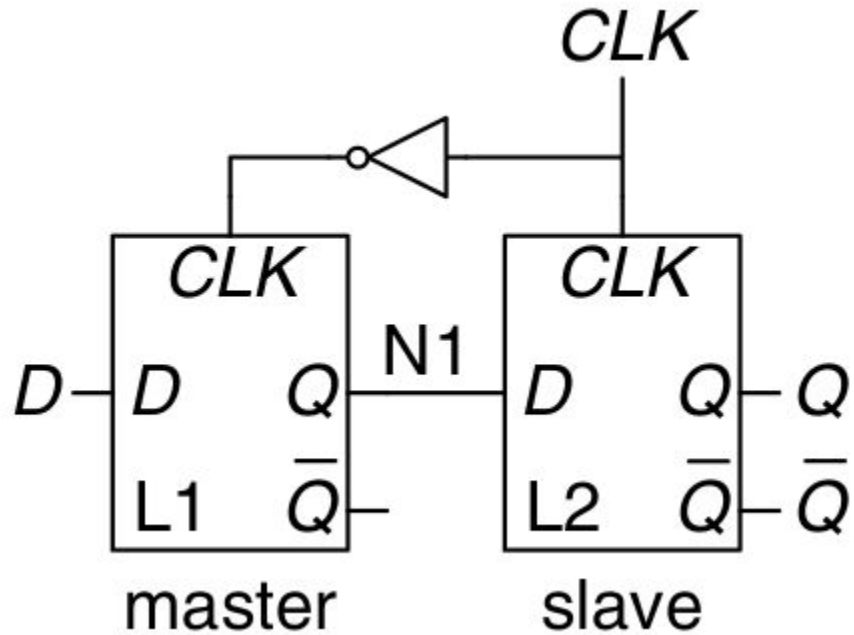 CLK
CLK CLK
D D Q N1 D Q Q
L1 Q̅ L2 Q̅ Q̅
master slave